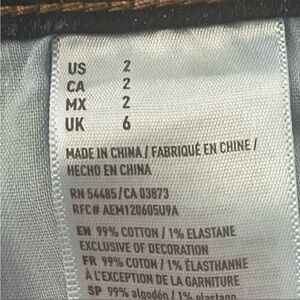 US 2
CA 2
MX 2
UK 6
MADE IN CHINA / FABRIQUÉ EN CHINE /
HECHO EN CHINA
RN 54485/CA 03873
RFC# AEM120605U9A
EN 99% COTTON / 1% ELASTANE
EXCLUSIVE OF DECORATION
FR 99% COTON / 1% ÉLASTHANNE
À L'EXCEPTION DE LA GARNITURE
SP 99% algodón / 1% elastano